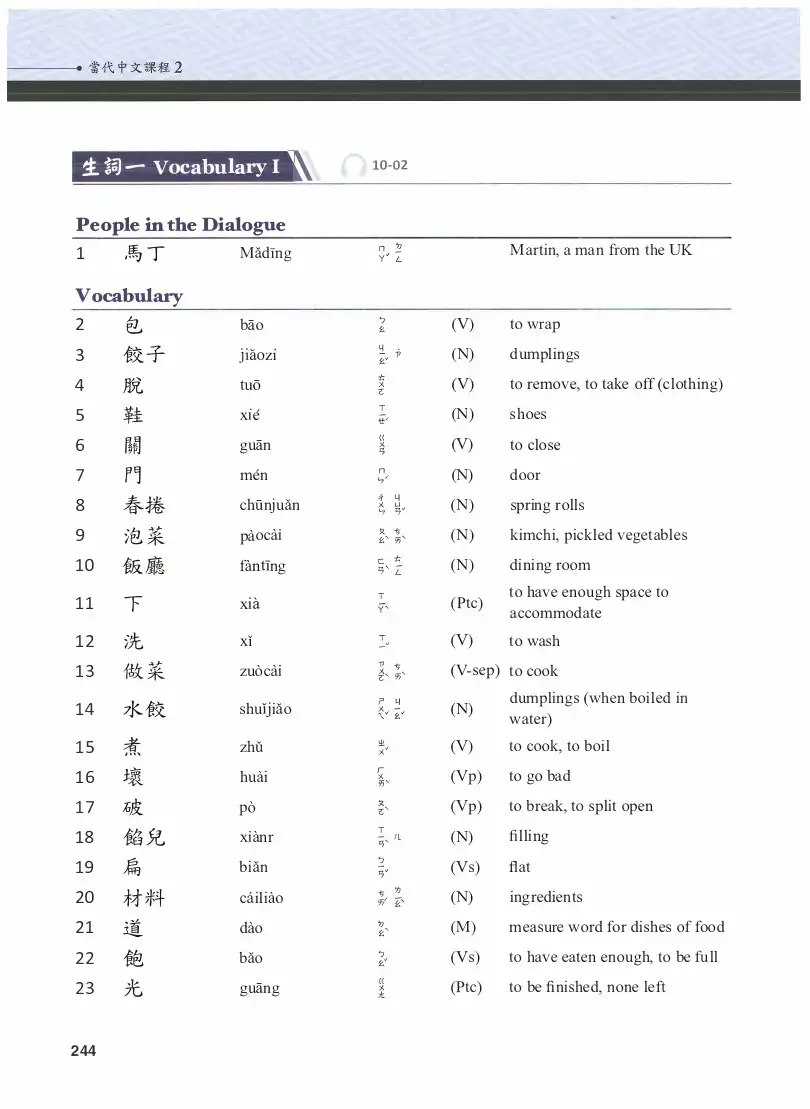 當代中文課程 2
生詞一 Vocabulary I 10-02
People in the Dialogue
1 馬丁 Mǎdīng ㄇㄚˇ ㄉㄧㄥ Martin, a man from the UK
Vocabulary
2 包 bāo ㄅㄠ (V) to wrap
3 餃子 jiǎozi ㄐㄧㄠˇ ˙ㄗ (N) dumplings
4 脫 tuō ㄊㄨㄛ (V) to remove, to take off (clothing)
5 鞋 xié ㄒㄧㄝˊ (N) shoes
6 關 guān ㄍㄨㄢ (V) to close
7 門 mén ㄇㄣˊ (N) door
8 春捲 chūnjuǎn ㄔㄨㄣ ㄐㄩㄢˇ (N) spring rolls
9 泡菜 pàocài ㄆㄠˋ ㄘㄞˋ (N) kimchi, pickled vegetables
10 飯廳 fàntīng ㄈㄢˋ ㄊㄧㄥ (N) dining room
11 下 xià ㄒㄧㄚˋ (Ptc) to have enough space to
accommodate
12 洗 xǐ ㄒㄧˇ (V) to wash
13 做菜 zuòcài ㄗㄨㄛˋ ㄘㄞˋ (V-sep) to cook
14 水餃 shuǐjiǎo ㄕㄨㄟˇ ㄐㄧㄠˇ (N) dumplings (when boiled in
water)
15 煮 zhǔ ㄓㄨˇ (V) to cook, to boil
16 壞 huài ㄏㄨㄞˋ (Vp) to go bad
17 破 pò ㄆㄛˋ (Vp) to break, to split open
18 餡兒 xiànr ㄒㄧㄢˋ ㄦ (N) filling
19 扁 biǎn ㄅㄧㄢˇ (Vs) flat
20 材料 cáiliào ㄘㄞˊ ㄌㄧㄠˋ (N) ingredients
21 道 dào ㄉㄠˋ (M) measure word for dishes of food
22 飽 bǎo ㄅㄠˇ (Vs) to have eaten enough, to be full
23 光 guāng ㄍㄨㄤ (Ptc) to be finished, none left
244